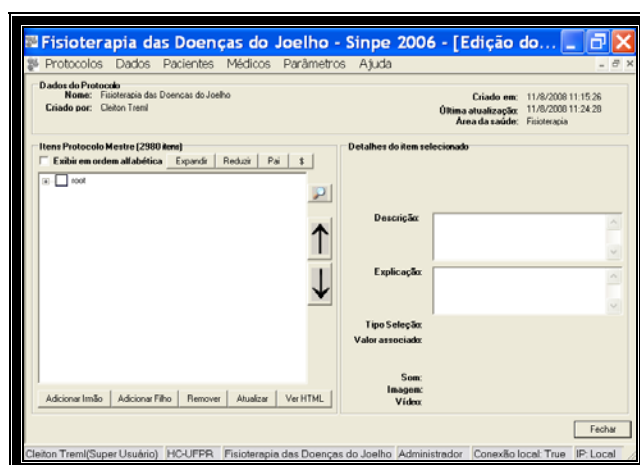 Fisioterapia das Doenças do Joelho - Sinpe 2006 - [Edição do...
Protocolos Dados Pacientes Médicos Parâmetros Ajuda
Dados do Protocolo
Nome: Fisioterapia das Doenças do Joelho
Criado por: Cleiton Treml
Criado em: 11/8/2008 11:15:26
Última atualização: 11/8/2008 11:24:28
Área da saúde: Fisioterapia
Itens Protocolo Mestre (2980 itens)
Exibir em ordem alfabética Expandir Reduzir Pai $
root
Adicionar Irmão Adicionar Filho Remover Atualizar Ver HTML
Detalhes do item selecionado
Descrição:
Explicação:
Tipo Seleção:
Valor associado:
Som:
Imagem:
Vídeo:
Fechar
Cleiton Treml(Super Usuário) HC-UFPR Fisioterapia das Doenças do Joelho Administrador Conexão local: True IP: Local